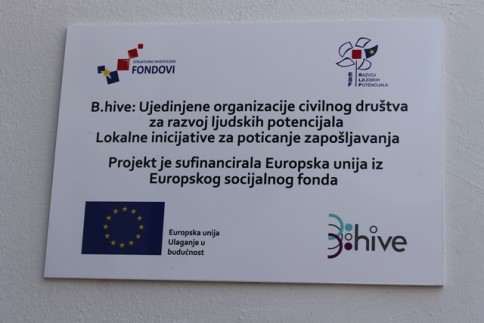 STRUKTURNI I INVESTICIJSKI
FONDOVI
ESF
RAZVOJ
LJUDSKIH
POTENCIJALA
B.hive: Ujedinjene organizacije civilnog društva
za razvoj ljudskih potencijala
Lokalne inicijative za poticanje zapošljavanja
Projekt je sufinancirala Europska unija iz
Europskog socijalnog fonda
Europska unija
Ulaganje u
budućnost
B:hive